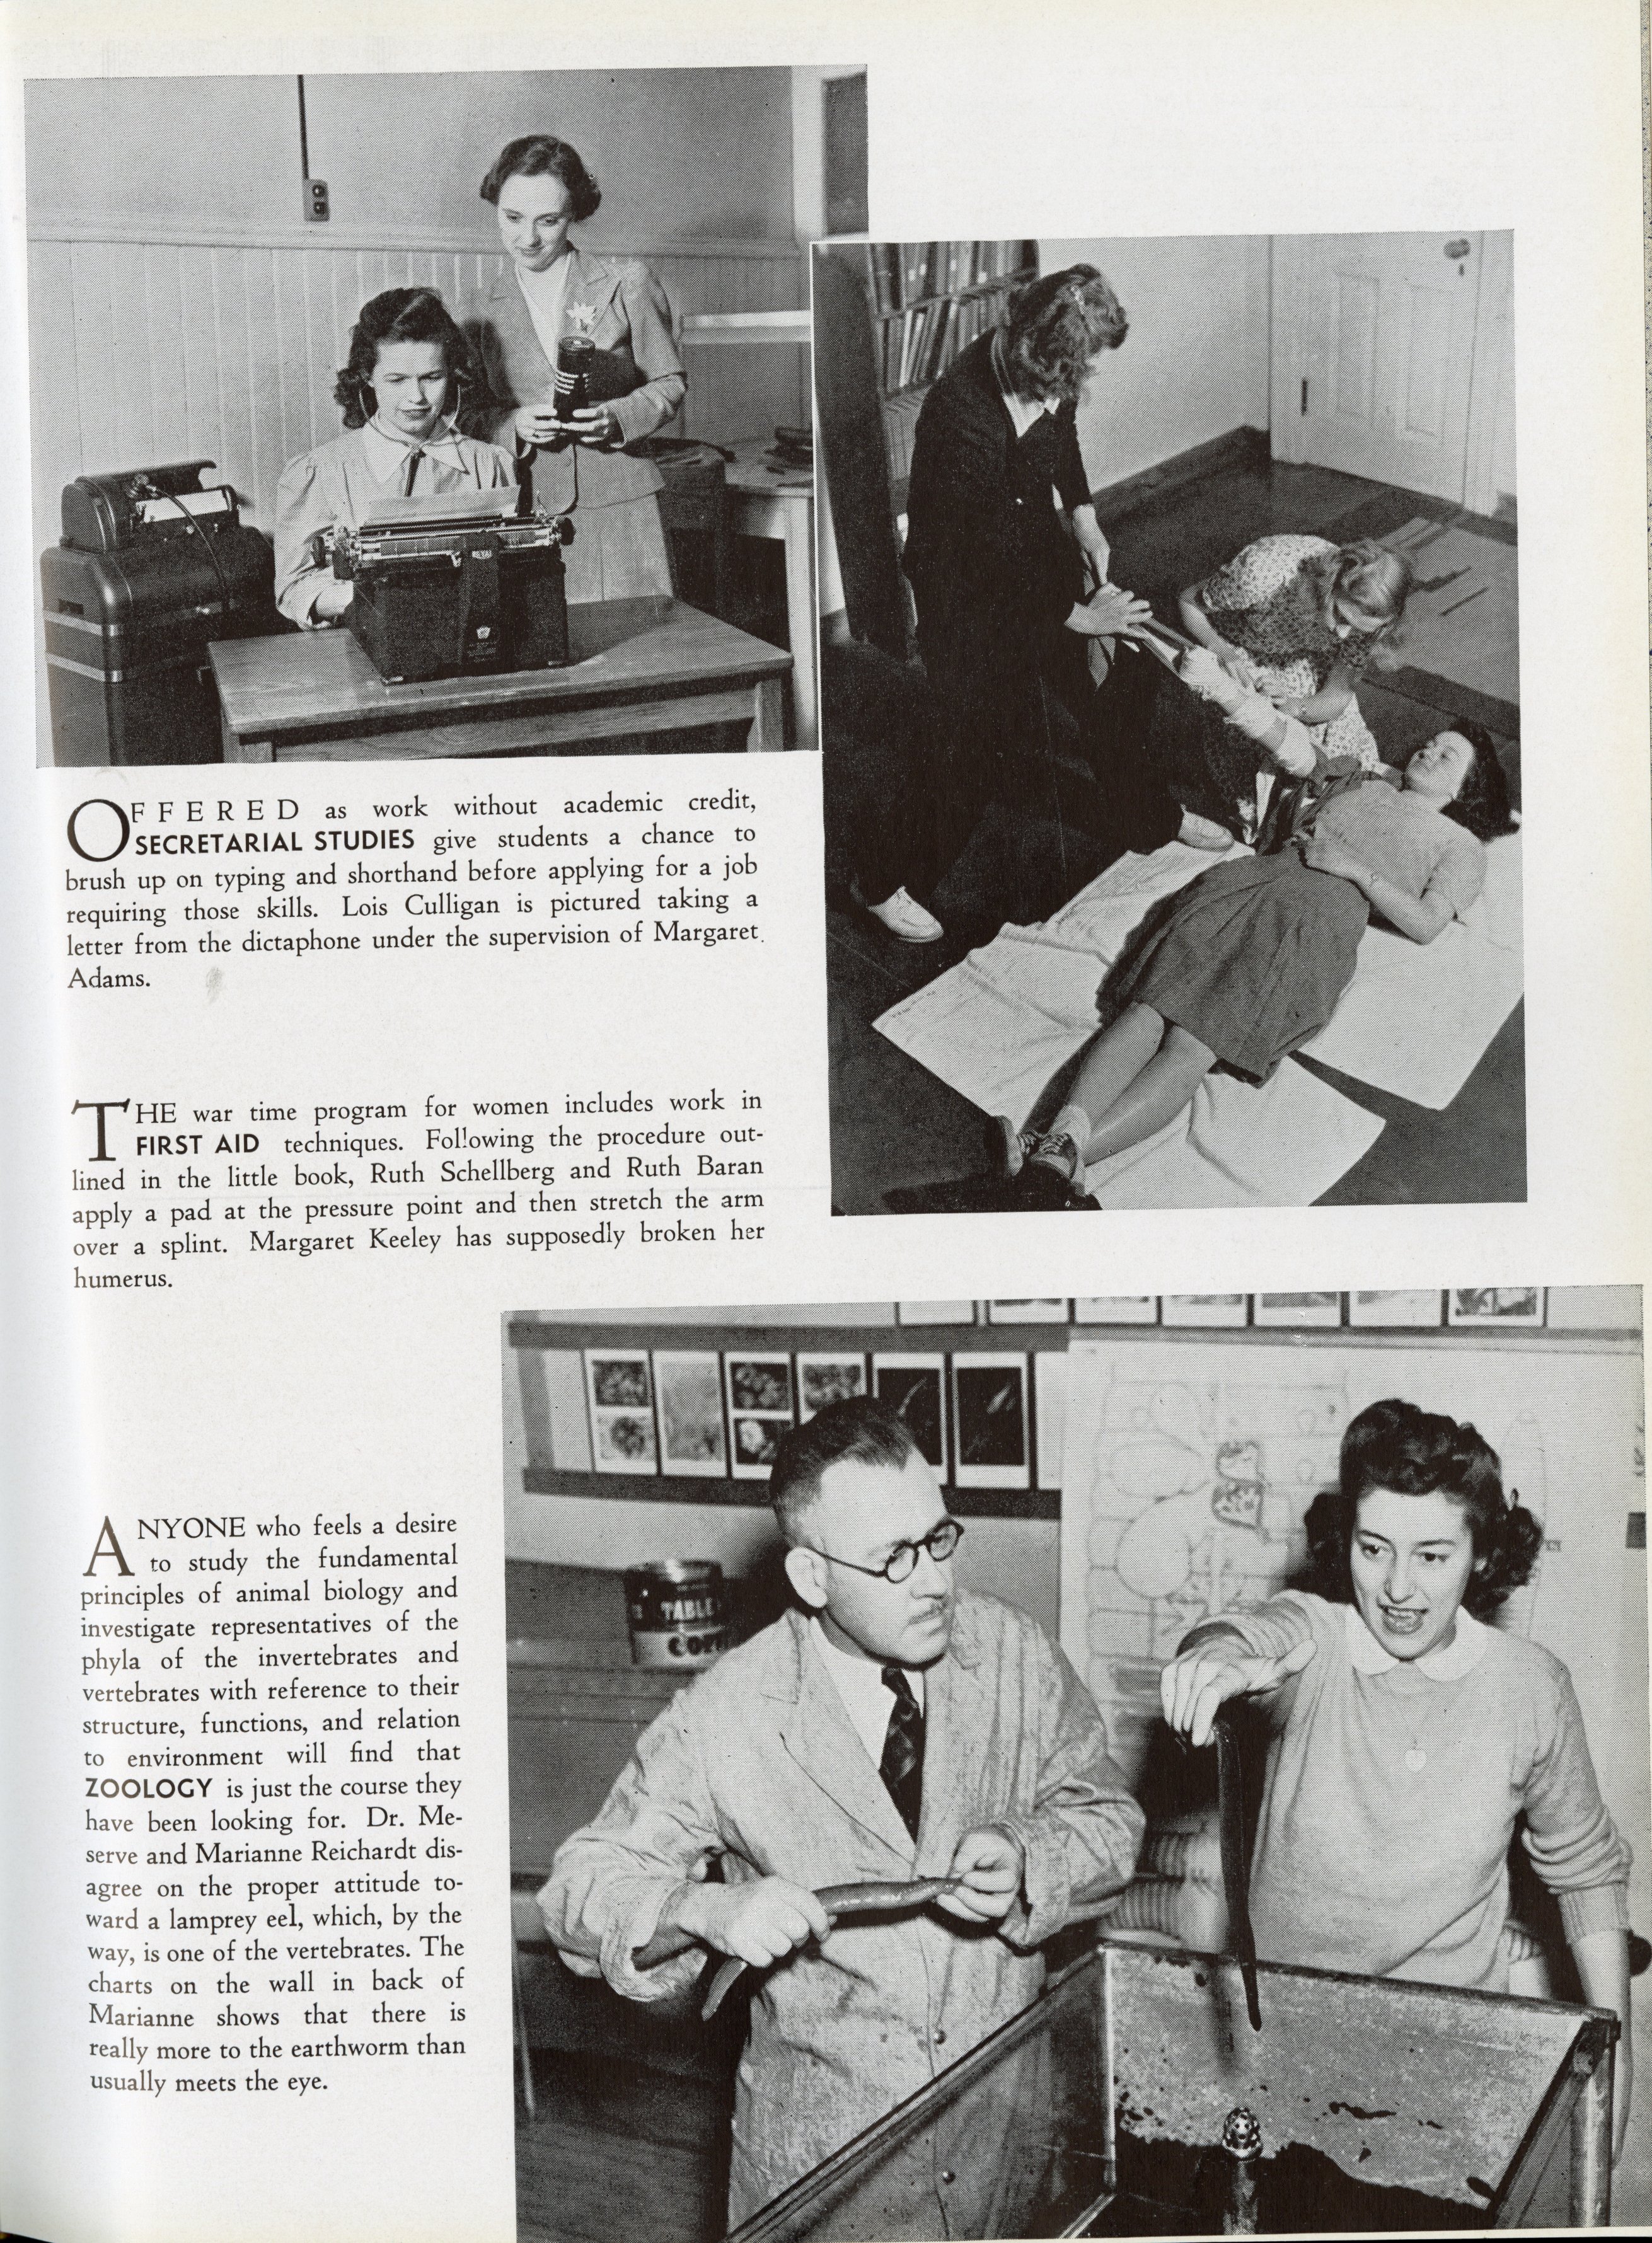 OFFERED as work without academic credit,
SECRETARIAL STUDIES give students a chance to
brush up on typing and shorthand before applying for a job
requiring those skills. Lois Culligan is pictured taking a
letter from the dictaphone under the supervision of Margaret
Adams.
THE war time program for women includes work in
FIRST AID techniques. Following the procedure out-
lined in the little book, Ruth Schellberg and Ruth Baran
apply a pad at the pressure point and then stretch the arm
over a splint. Margaret Keeley has supposedly broken her
humerus.
ANYONE who feels a desire
to study the fundamental
principles of animal biology and
investigate representatives of the
phyla of the invertebrates and
vertebrates with reference to their
structure, functions, and relation
to environment will find that
ZOOLOGY is just the course they
have been looking for. Dr. Me-
serve and Marianne Reichardt dis-
agree on the proper attitude to-
ward a lamprey eel, which, by the
way, is one of the vertebrates. The
charts on the wall in back of
Marianne shows that there is
really more to the earthworm than
usually meets the eye.
TABLE